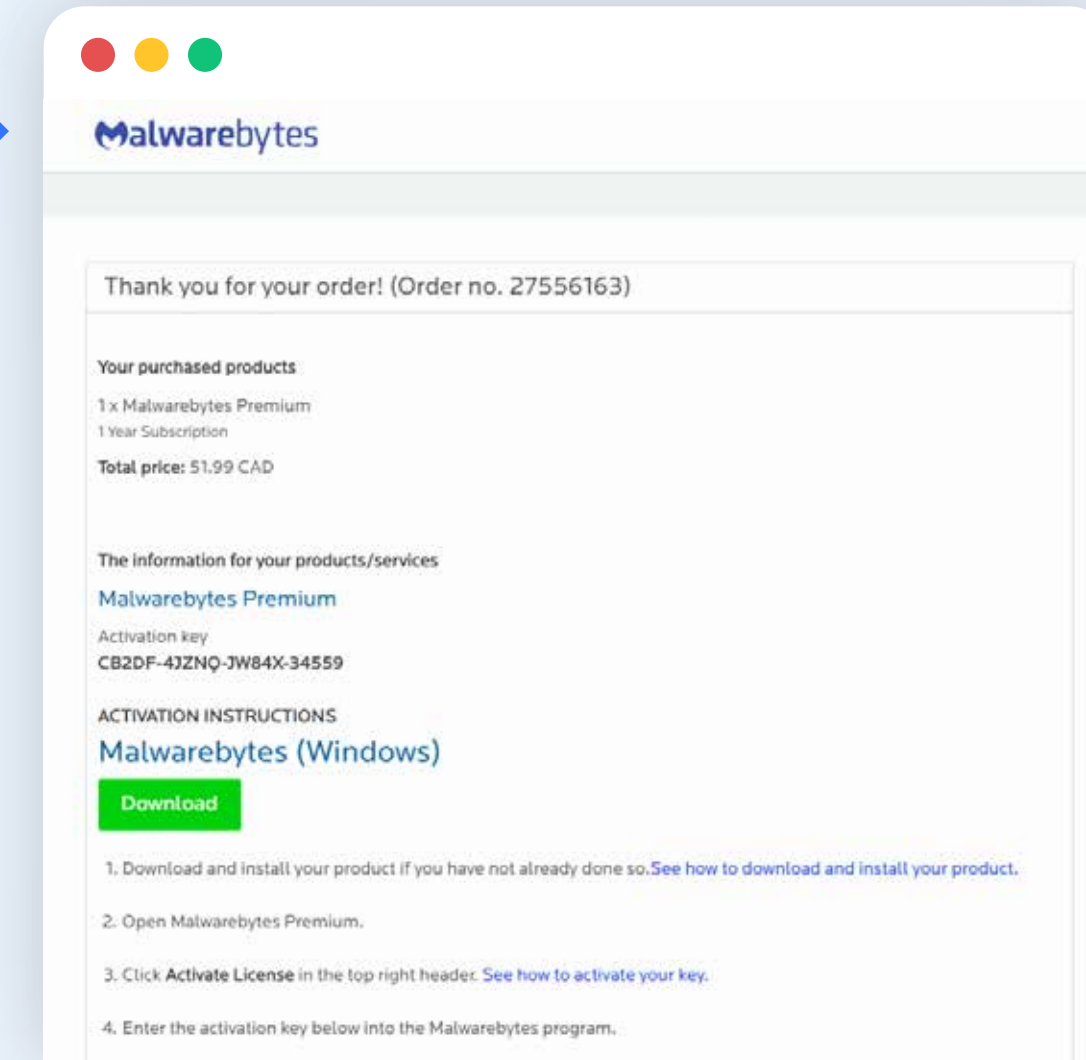 Malwarebytes
Thank you for your order! (Order no. 27556163)
Your purchased products
1 x Malwarebytes Premium
1 Year Subscription
Total price: 51.99 CAD
The information for your products/services
Malwarebytes Premium
Activation key
CB2DF-4JZNQ-JW84X-34559
ACTIVATION INSTRUCTIONS
Malwarebytes (Windows)
Download
1. Download and install your product if you have not already done so.See how to download and install your product.
2. Open Malwarebytes Premium.
3. Click Activate License in the top right header. See how to activate your key.
4. Enter the activation key below into the Malwarebytes program.